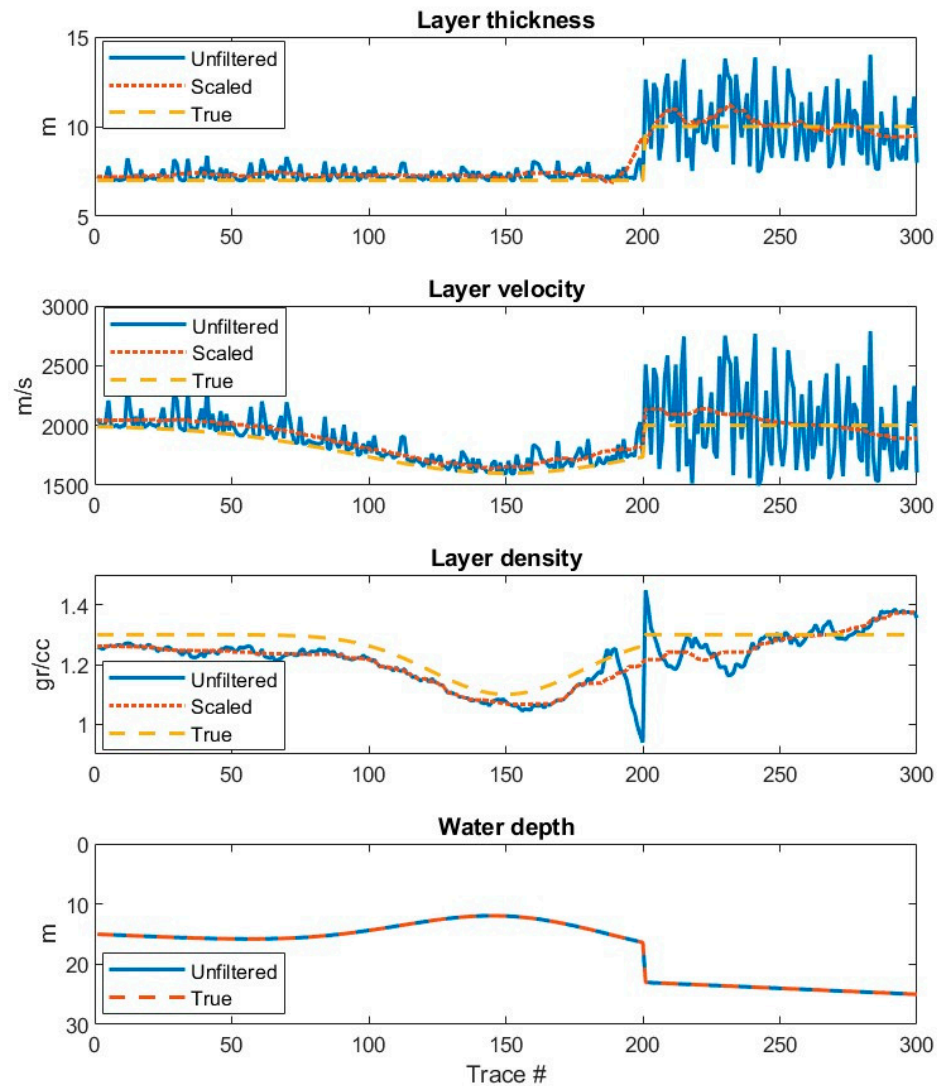 Layer thickness
15
10
5
m
Unfiltered
Scaled
True
0 50 100 150 200 250 300
Layer velocity
3000
2500
2000
1500
m/s
Unfiltered
Scaled
True
0 50 100 150 200 250 300
Layer density
1.4
1.2
1
gr/cc
Unfiltered
Scaled
True
0 50 100 150 200 250 300
Water depth
0
10
20
30
m
Unfiltered
True
0 50 100 150 200 250 300
Trace #